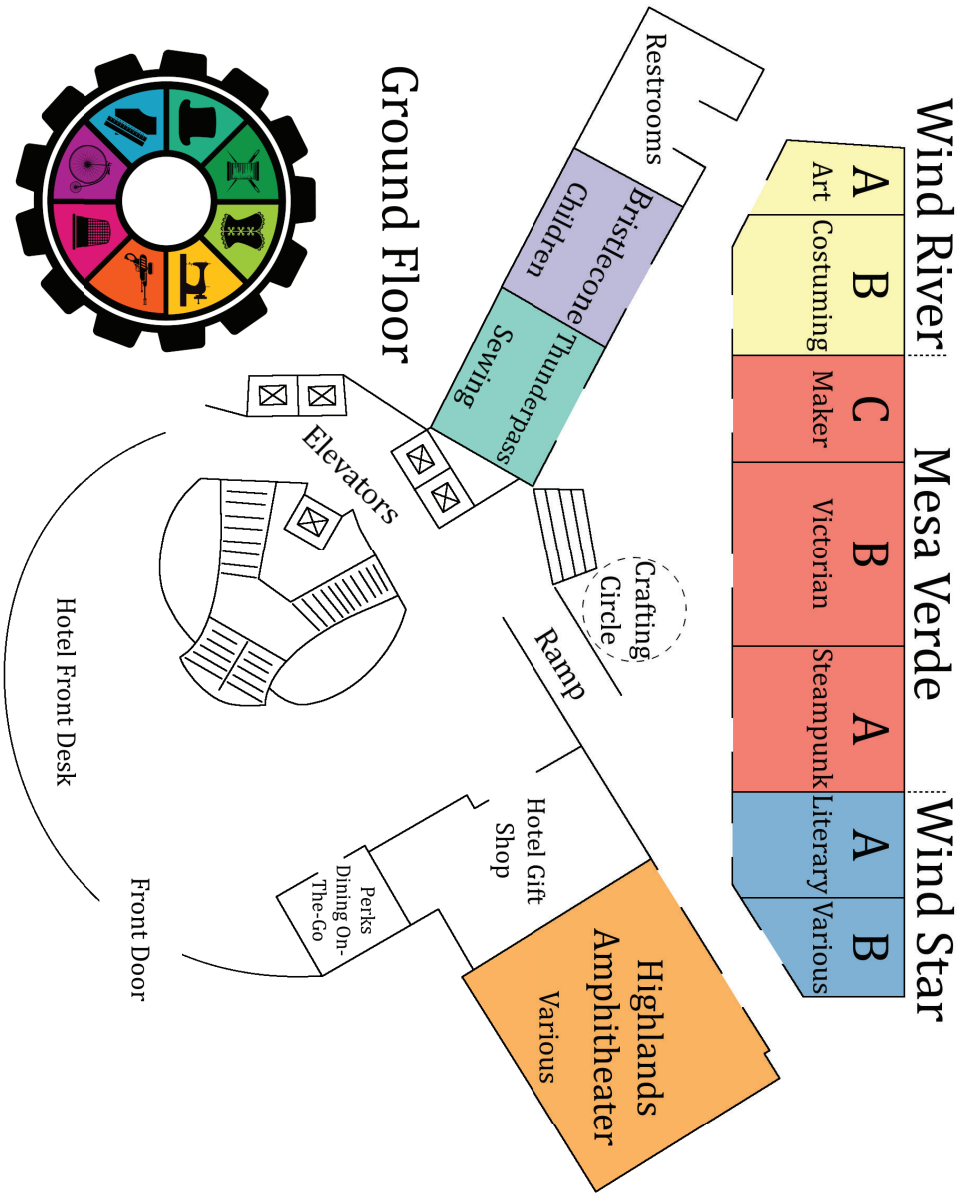 Wind River
Mesa Verde
Wind Star
A
Art
B
Costuming
C
Maker
B
Victorian
A
Steampunk
A
Literary
B
Various
Restrooms
Bristlecone
Children
Thunderpass
Sewing
Crafting
Circle
Ramp
Elevators
Ground Floor
Hotel Gift
Shop
Highlands
Amphitheater
Various
Perks
Dining On-
The-Go
Hotel Front Desk
Front Door